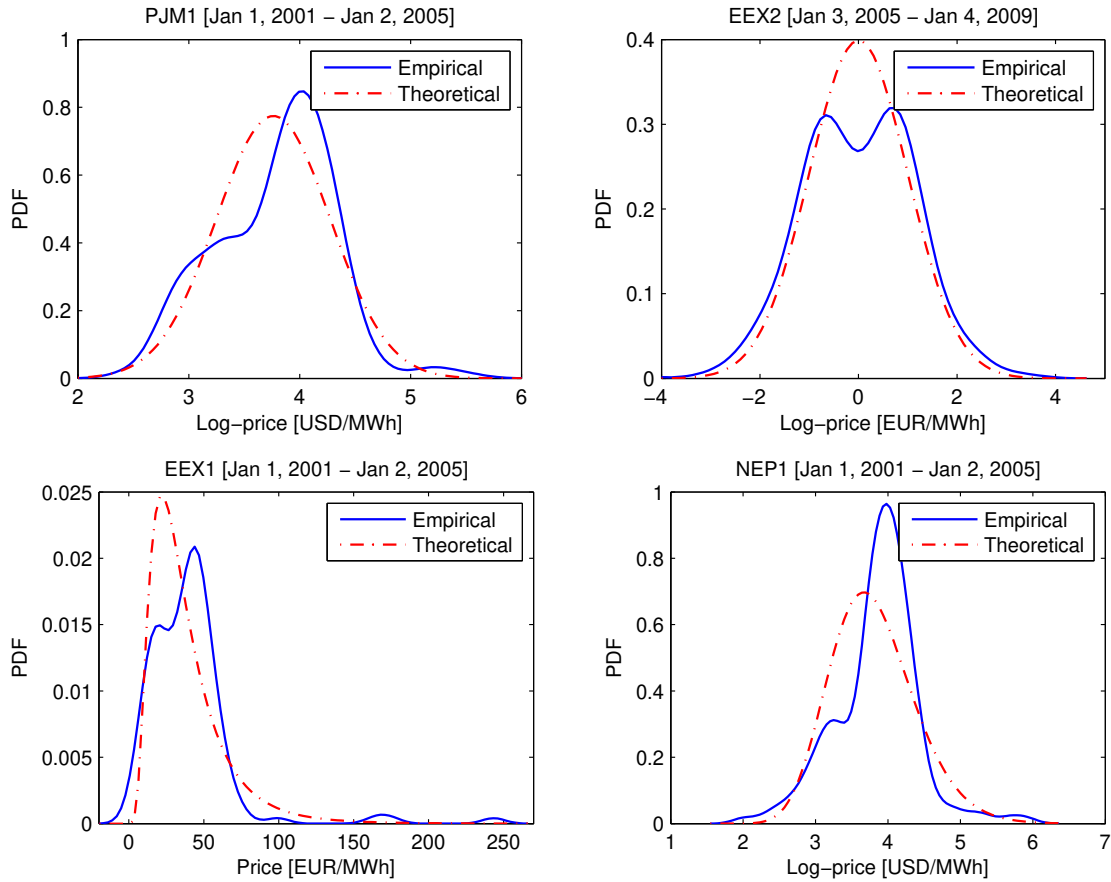 PJM1 [Jan 1, 2001 − Jan 2, 2005]
1
0.8
0.6
0.4
0.2
0
PDF
2
3
4
5
6
Log−price [USD/MWh]
Empirical
Theoretical
EEX2 [Jan 3, 2005 − Jan 4, 2009]
0.4
0.3
0.2
0.1
0
PDF
−4
−2
0
2
4
Log−price [EUR/MWh]
Empirical
Theoretical
EEX1 [Jan 1, 2001 − Jan 2, 2005]
0.025
0.02
0.015
0.01
0.005
0
PDF
0
50
100
150
200
250
Price [EUR/MWh]
Empirical
Theoretical
NEP1 [Jan 1, 2001 − Jan 2, 2005]
1
0.8
0.6
0.4
0.2
0
PDF
1
2
3
4
5
6
7
Log−price [USD/MWh]
Empirical
Theoretical